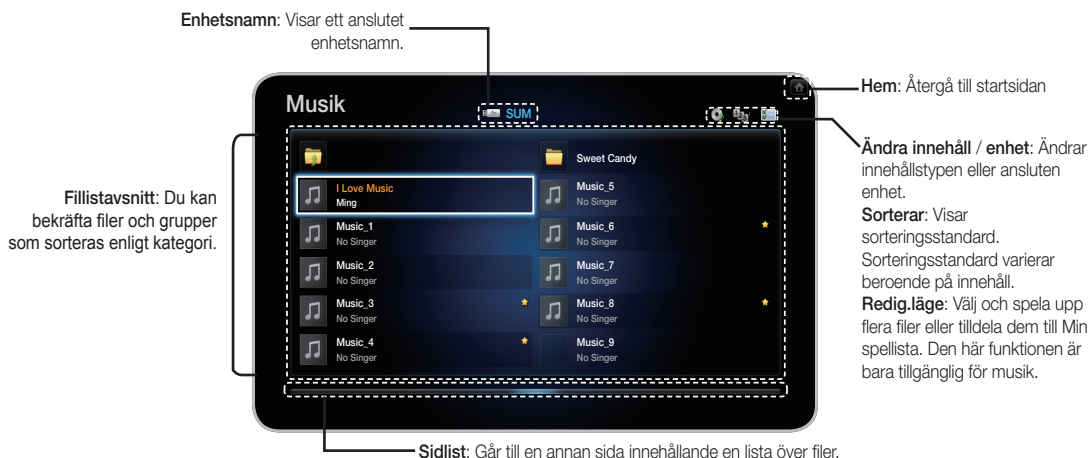 Enhetsnamn: Visar ett anslutet
enhetsnamn.
Hem: Återgå till startsidan
Musik
SUM
Ändra innehåll / enhet: Ändrar
innehållstypen eller ansluten
enhet.
Sorterar: Visar
sorteringsstandard.
Sorteringsstandard varierar
beroende på innehåll.
Redig.läge: Välj och spela upp
flera filer eller tilldela dem till Min
spellista. Den här funktionen är
bara tillgänglig för musik.
Fillistavsnitt: Du kan
bekräfta filer och grupper
som sorteras enligt kategori.
Sweet Candy
I Love Music
Ming
Music_5
No Singer
Music_1
No Singer
Music_6
No Singer
Music_2
No Singer
Music_7
No Singer
Music_3
No Singer
Music_8
No Singer
Music_4
No Singer
Music_9
No Singer
Sidlist: Går till en annan sida innehållande en lista över filer.